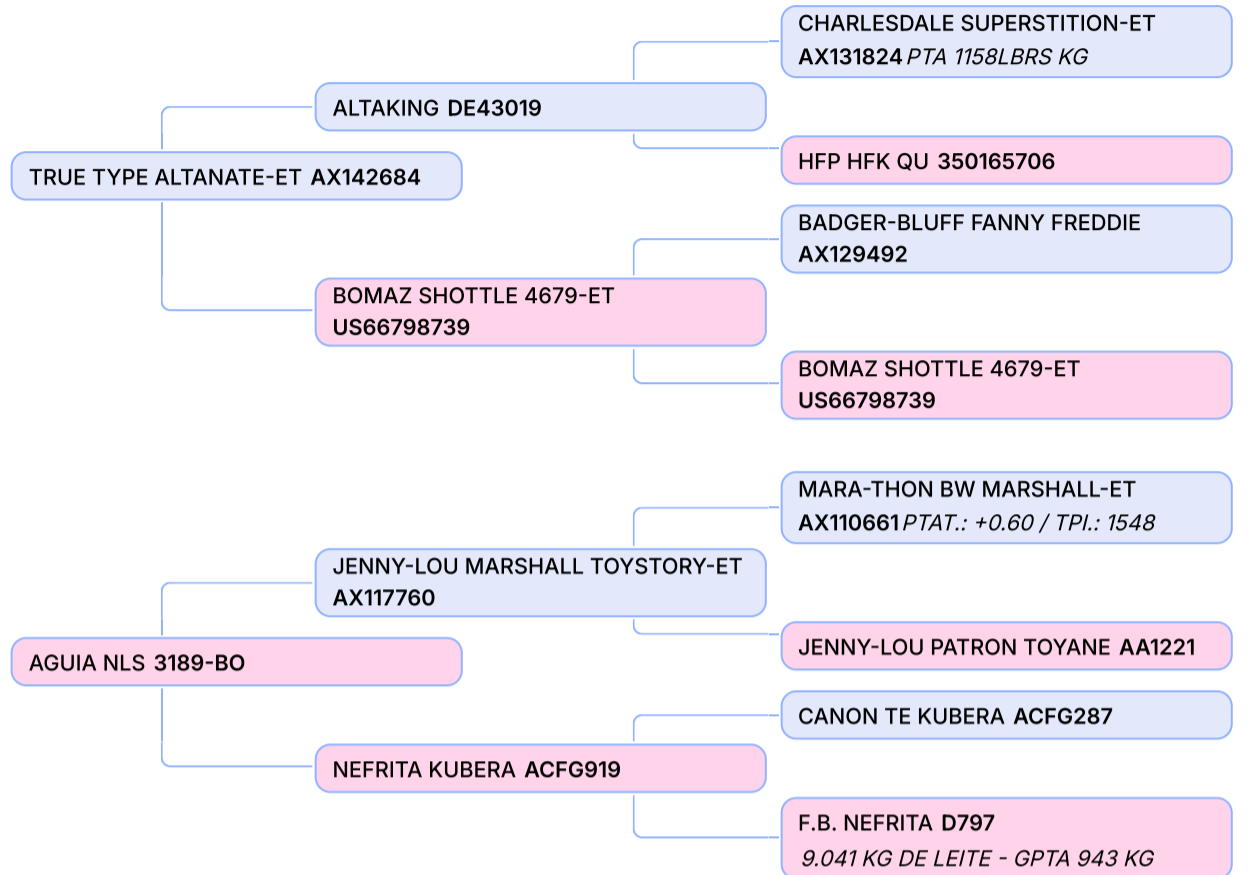 CHARLESDALE SUPERSTITION-ET
AX131824 PTA 1158LBRS KG
ALTAKING DE43019
HFP HFK QU 350165706
TRUE TYPE ALTANATE-ET AX142684
BADGER-BLUFF FANNY FREDDIE
AX129492
BOMAZ SHOTTLE 4679-ET
US66798739
BOMAZ SHOTTLE 4679-ET
US66798739
MARA-THON BW MARSHALL-ET
AX110661 PTAT.: +0.60 / TPI.: 1548
JENNY-LOU MARSHALL TOYSTORY-ET
AX117760
JENNY-LOU PATRON TOYANE AA1221
AGUIA NLS 3189-BO
CANON TE KUBERA ACFG287
NEFRITA KUBERA ACFG919
F.B. NEFRITA D797
9.041 KG DE LEITE - GPTA 943 KG